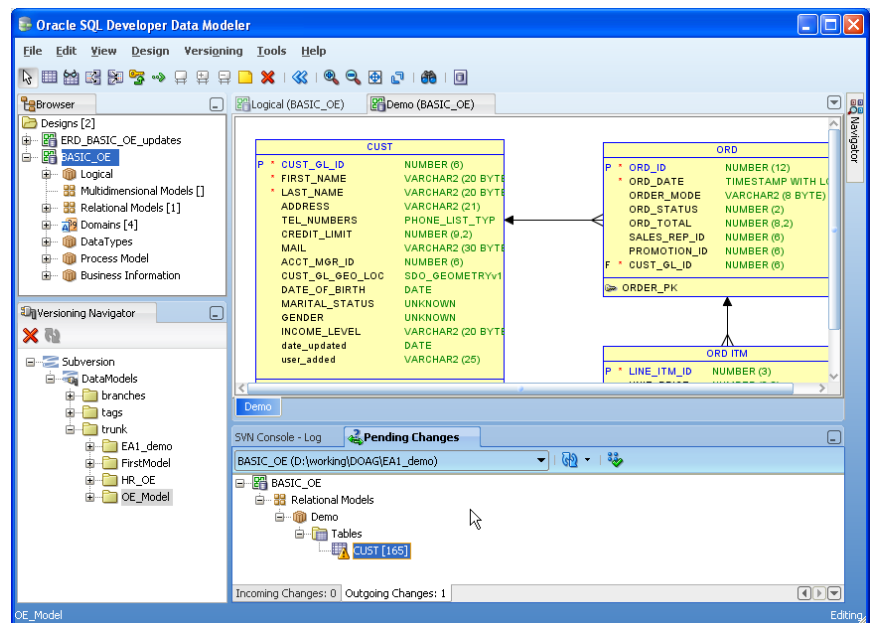 Oracle SQL Developer Data Modeler
File Edit View Design Versioning Tools Help
Browser
Designs [2]
ERD_BASIC_OE_updates
BASIC_OE
Logical
Multidimensional Models []
Relational Models [1]
Domains [4]
DataTypes
Process Model
Business Information
Versioning Navigator
Subversion
DataModels
branches
tags
trunk
EA1_demo
FirstModel
HR_OE
OE_Model
Logical (BASIC_OE) Demo (BASIC_OE)
CUST
P * CUST_GL_ID NUMBER (6)
* FIRST_NAME VARCHAR2 (20 BYTE
* LAST_NAME VARCHAR2 (20 BYTE
ADDRESS VARCHAR2 (21)
TEL_NUMBERS PHONE_LIST_TYP
CREDIT_LIMIT NUMBER (9,2)
MAIL VARCHAR2 (30 BYTE
ACCT_MGR_ID NUMBER (6)
CUST_GL_GEO_LOC SDO_GEOMETRYv1
DATE_OF_BIRTH DATE
MARITAL_STATUS UNKNOWN
GENDER UNKNOWN
INCOME_LEVEL VARCHAR2 (20 BYTE
date_updated DATE
user_added VARCHAR2 (25)
ORD
P * ORD_ID NUMBER (12)
* ORD_DATE TIMESTAMP WITH LO
ORDER_MODE VARCHAR2 (8 BYTE)
ORD_STATUS NUMBER (2)
ORD_TOTAL NUMBER (8,2)
SALES_REP_ID NUMBER (6)
PROMOTION_ID NUMBER (6)
F * CUST_GL_ID NUMBER (6)
ORDER_PK
ORD ITM
P * LINE_ITM_ID NUMBER (3)
Demo
Navigator
SVN Console - Log Pending Changes
BASIC_OE (D:\working\DOAG\EA1_demo)
BASIC_OE
Relational Models
Demo
Tables
CUST [165]
Incoming Changes: 0 Outgoing Changes: 1
OE_Model Editing